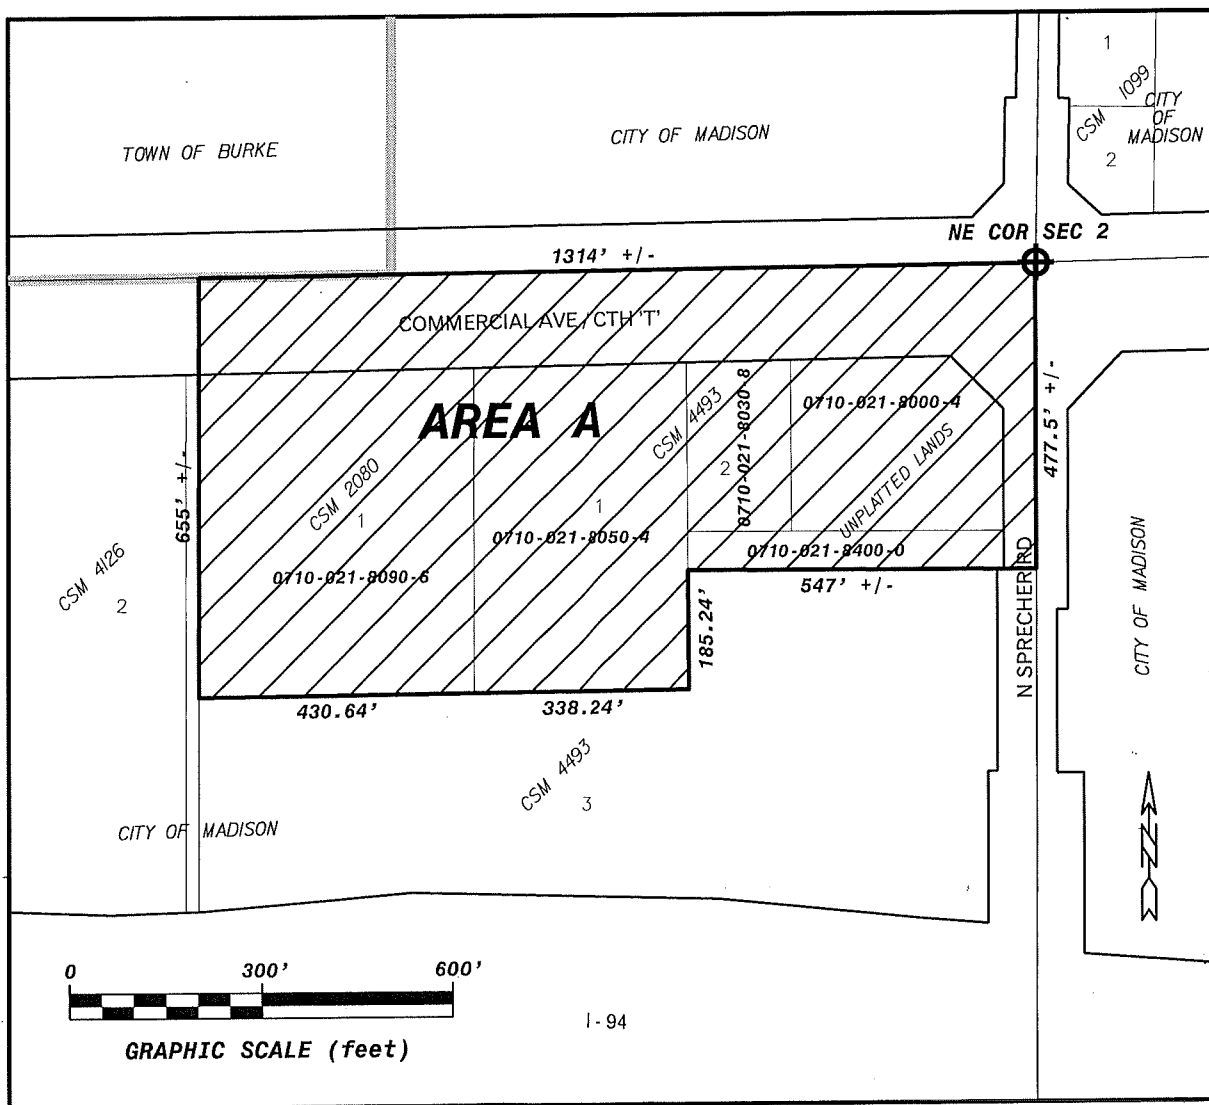 1
CSM 1099
CITY
OF
MADISON
2
TOWN OF BURKE
CITY OF MADISON
NE COR SEC 2
1314' +/-
COMMERCIAL AVE / CTH 'T'
AREA A
CSM 4493
2
0710-021-8030-8
0710-021-8000-4
UNPLATTED LANDS
477.5' +/-
655' +/-
CSM 2080
1
0710-021-8090-6
1
0710-021-8050-4
0710-021-8400-0
547' +/-
185.24'
N SPRECHER RD
CITY OF MADISON
CSM 4126
2
430.64'
338.24'
CSM 4493
3
CITY OF MADISON
N
0 300' 600'
GRAPHIC SCALE (feet)
I-94